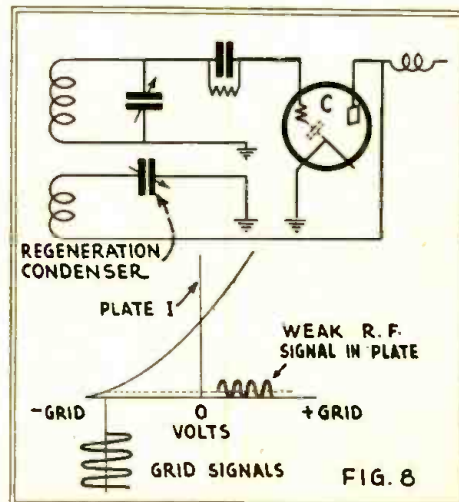 C
REGENERATION
CONDENSER
PLATE I
WEAK R.F.
SIGNAL IN PLATE
-GRID
0
+GRID
VOLTS
GRID SIGNALS
FIG. 8